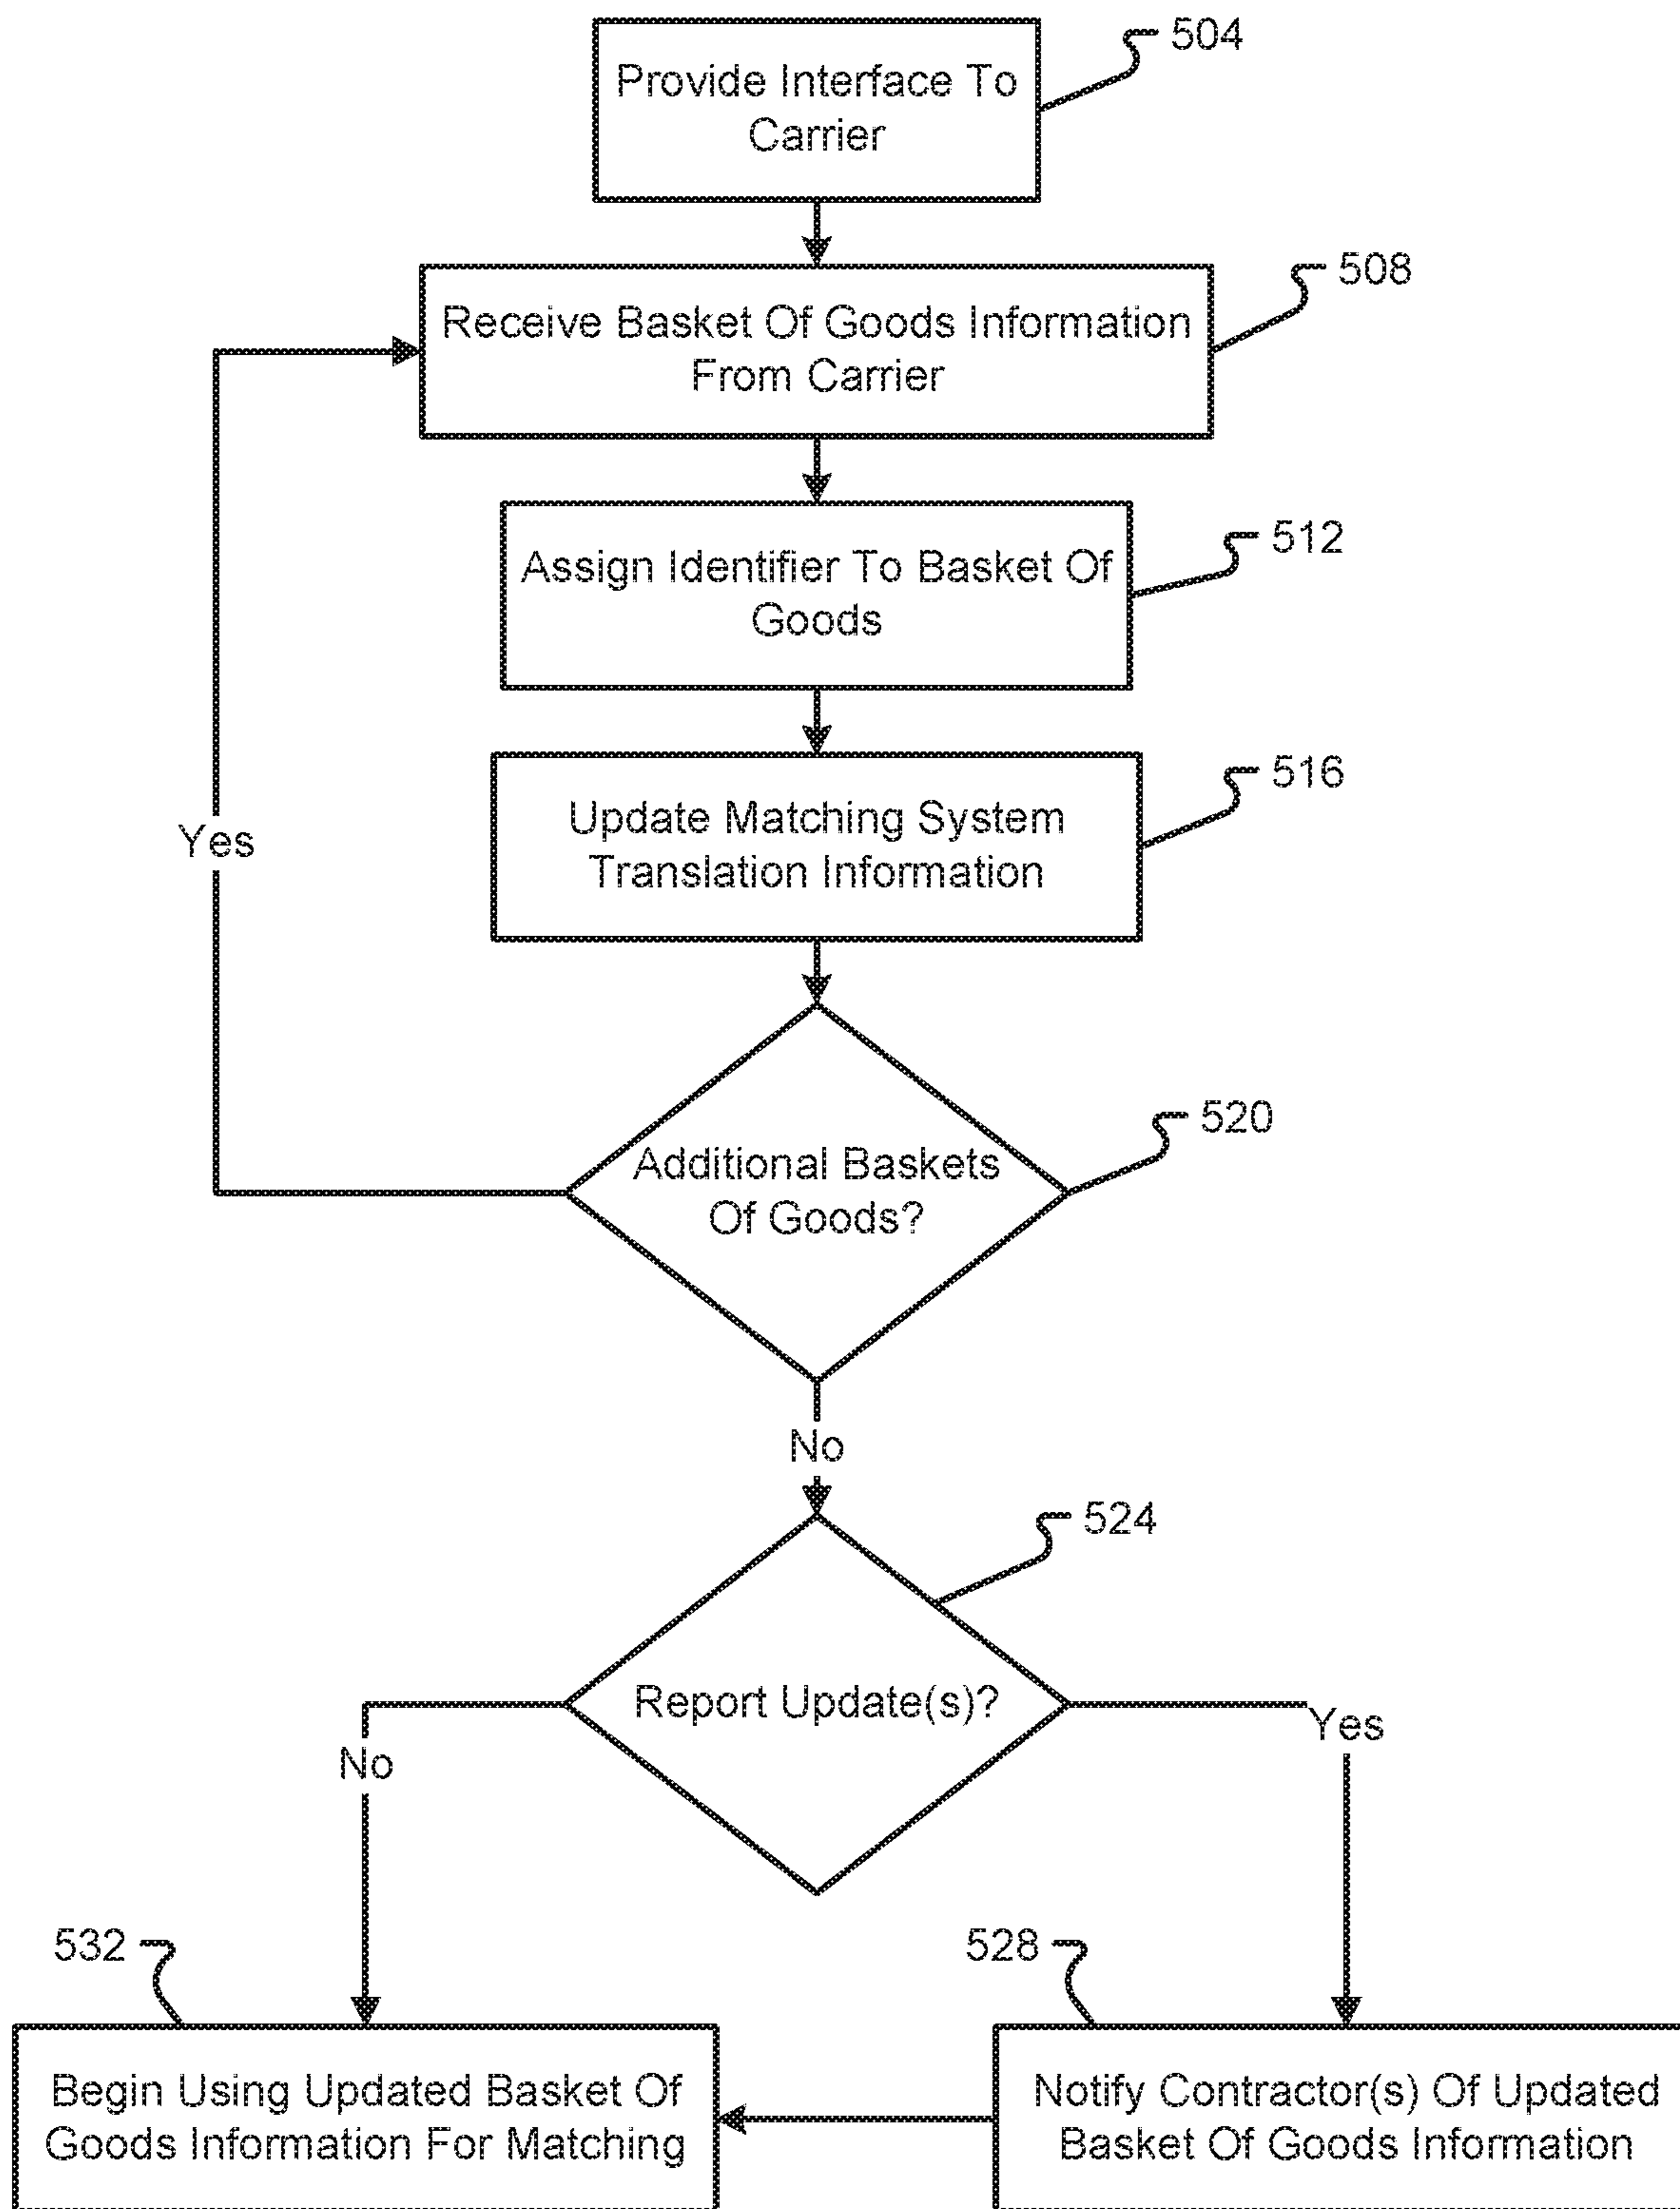 504
Provide Interface To
Carrier
508
Receive Basket Of Goods Information
From Carrier
512
Assign Identifier To Basket Of
Goods
516
Update Matching System
Translation Information
Yes
520
Additional Baskets
Of Goods?
No
524
Report Update(s)?
No
Yes
532
528
Begin Using Updated Basket Of
Goods Information For Matching
Notify Contractor(s) Of Updated
Basket Of Goods Information